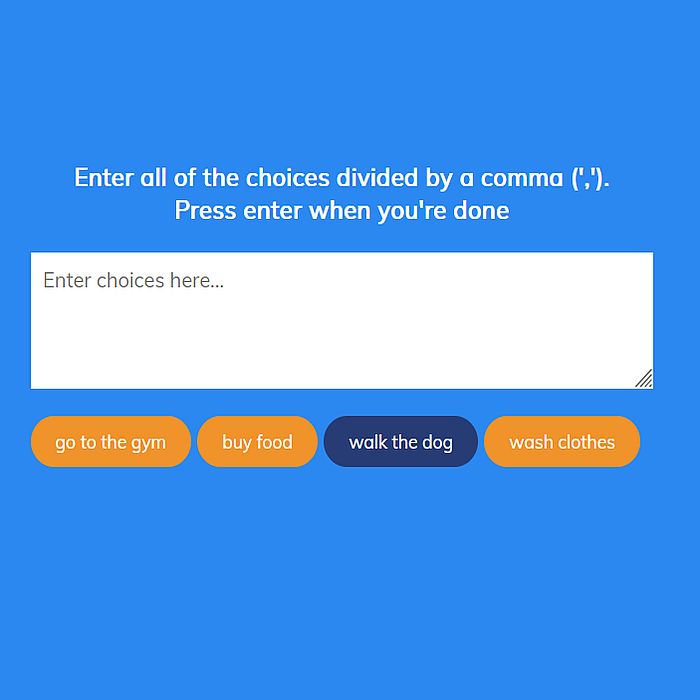 Enter all of the choices divided by a comma (',').
Press enter when you're done
Enter choices here...
go to the gym buy food walk the dog wash clothes